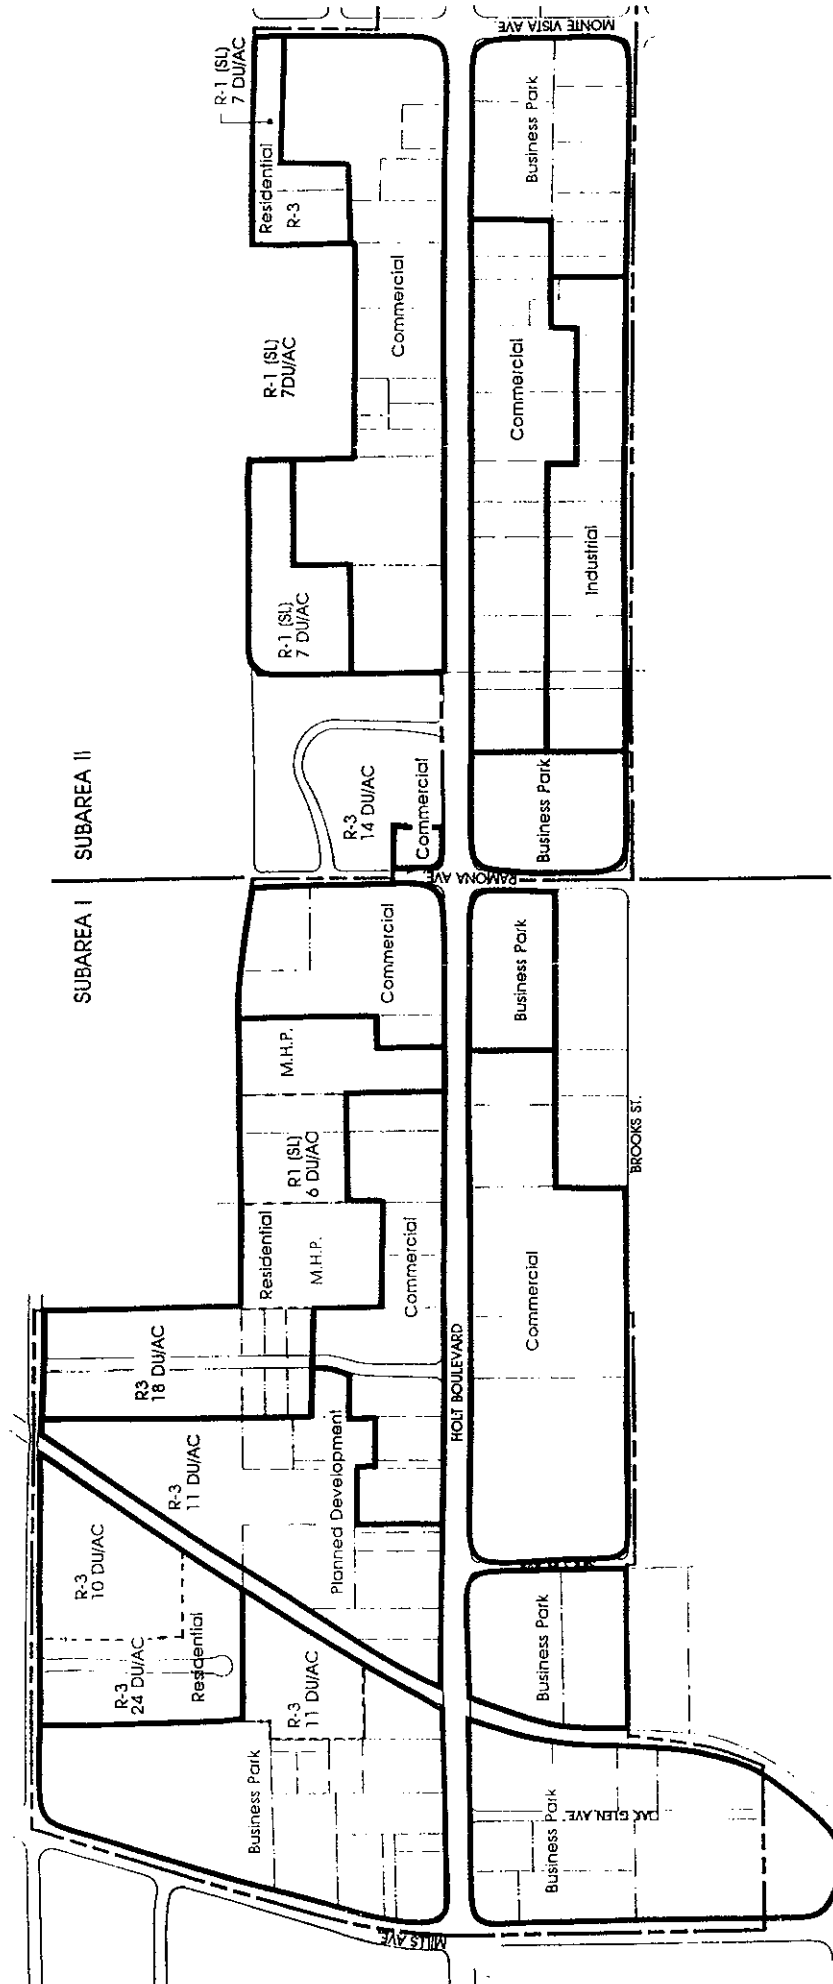 SUBAREA I
SUBAREA II
R-1 (SL)
7 DU/AC
Residential
R-3
MONTE VISTA AVE
Business Park
Commercial
R-1 (SL)
7DU/AC
Commercial
Industrial
R-1 (SL)
7 DU/AC
R-3
14 DU/AC
Commercial
Business Park
RAMONA AVE
Commercial
Business Park
M.H.P.
R1 (SL)
6 DU/AC
BROOKS ST.
Residential
M.H.P.
Commercial
Commercial
HOLT BOULEVARD
R3
18 DU/AC
R-3
11 DU/AC
Planned Development
R-3
10 DU/AC
R-3
24 DU/AC
Residential
R-3
11 DU/AC
Business Park
Business Park
OAK GLEN AVE.
Business Park
MILLS AVE